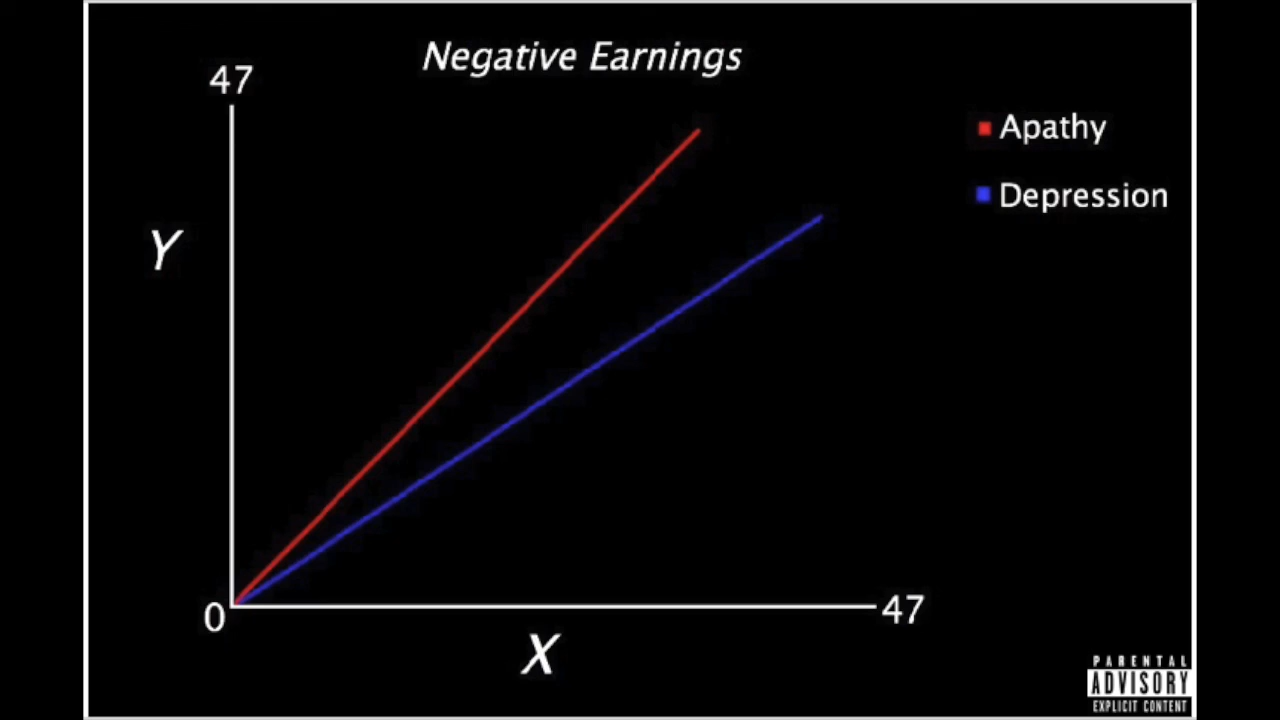 Negative Earnings
47
Apathy
Depression
Y
0
47
X
PARENTAL
ADVISORY
EXPLICIT CONTENT